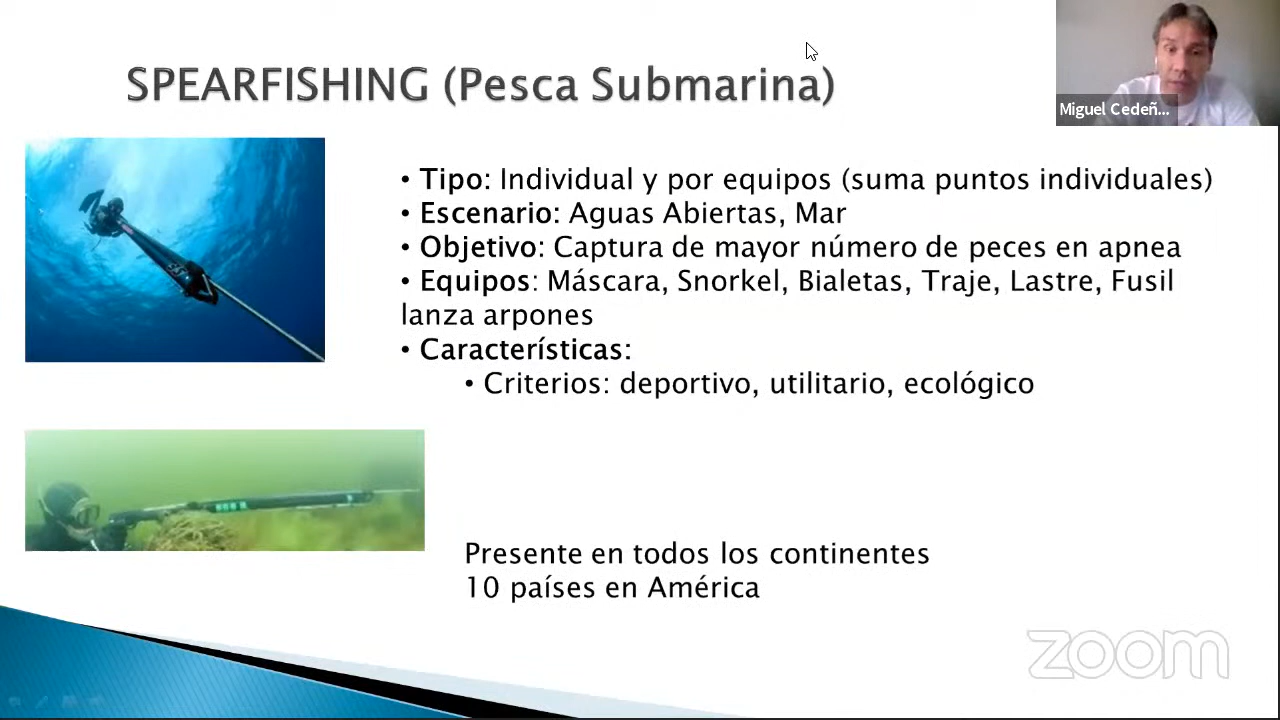 SPEARFISHING (Pesca Submarina)
Miguel Cedeñ...
• Tipo: Individual y por equipos (suma puntos individuales)
• Escenario: Aguas Abiertas, Mar
• Objetivo: Captura de mayor número de peces en apnea
• Equipos: Máscara, Snorkel, Bialetas, Traje, Lastre, Fusil
lanza arpones
• Características:
• Criterios: deportivo, utilitario, ecológico
Presente en todos los continentes
10 países en América
zoom